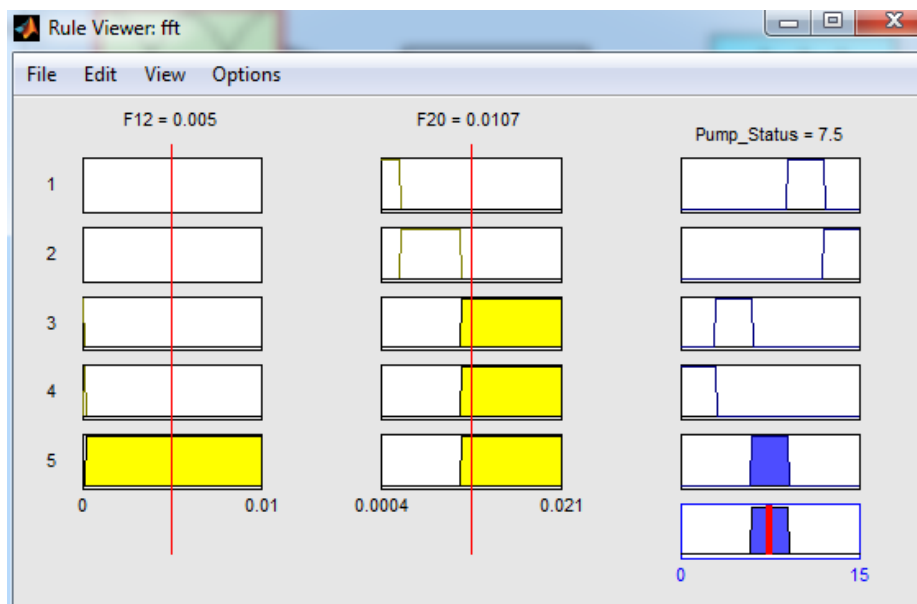 Rule Viewer: fft
File Edit View Options
F12 = 0.005
F20 = 0.0107
Pump_Status = 7.5
1
2
3
4
5
0 0.01
0.0004 0.021
0 15